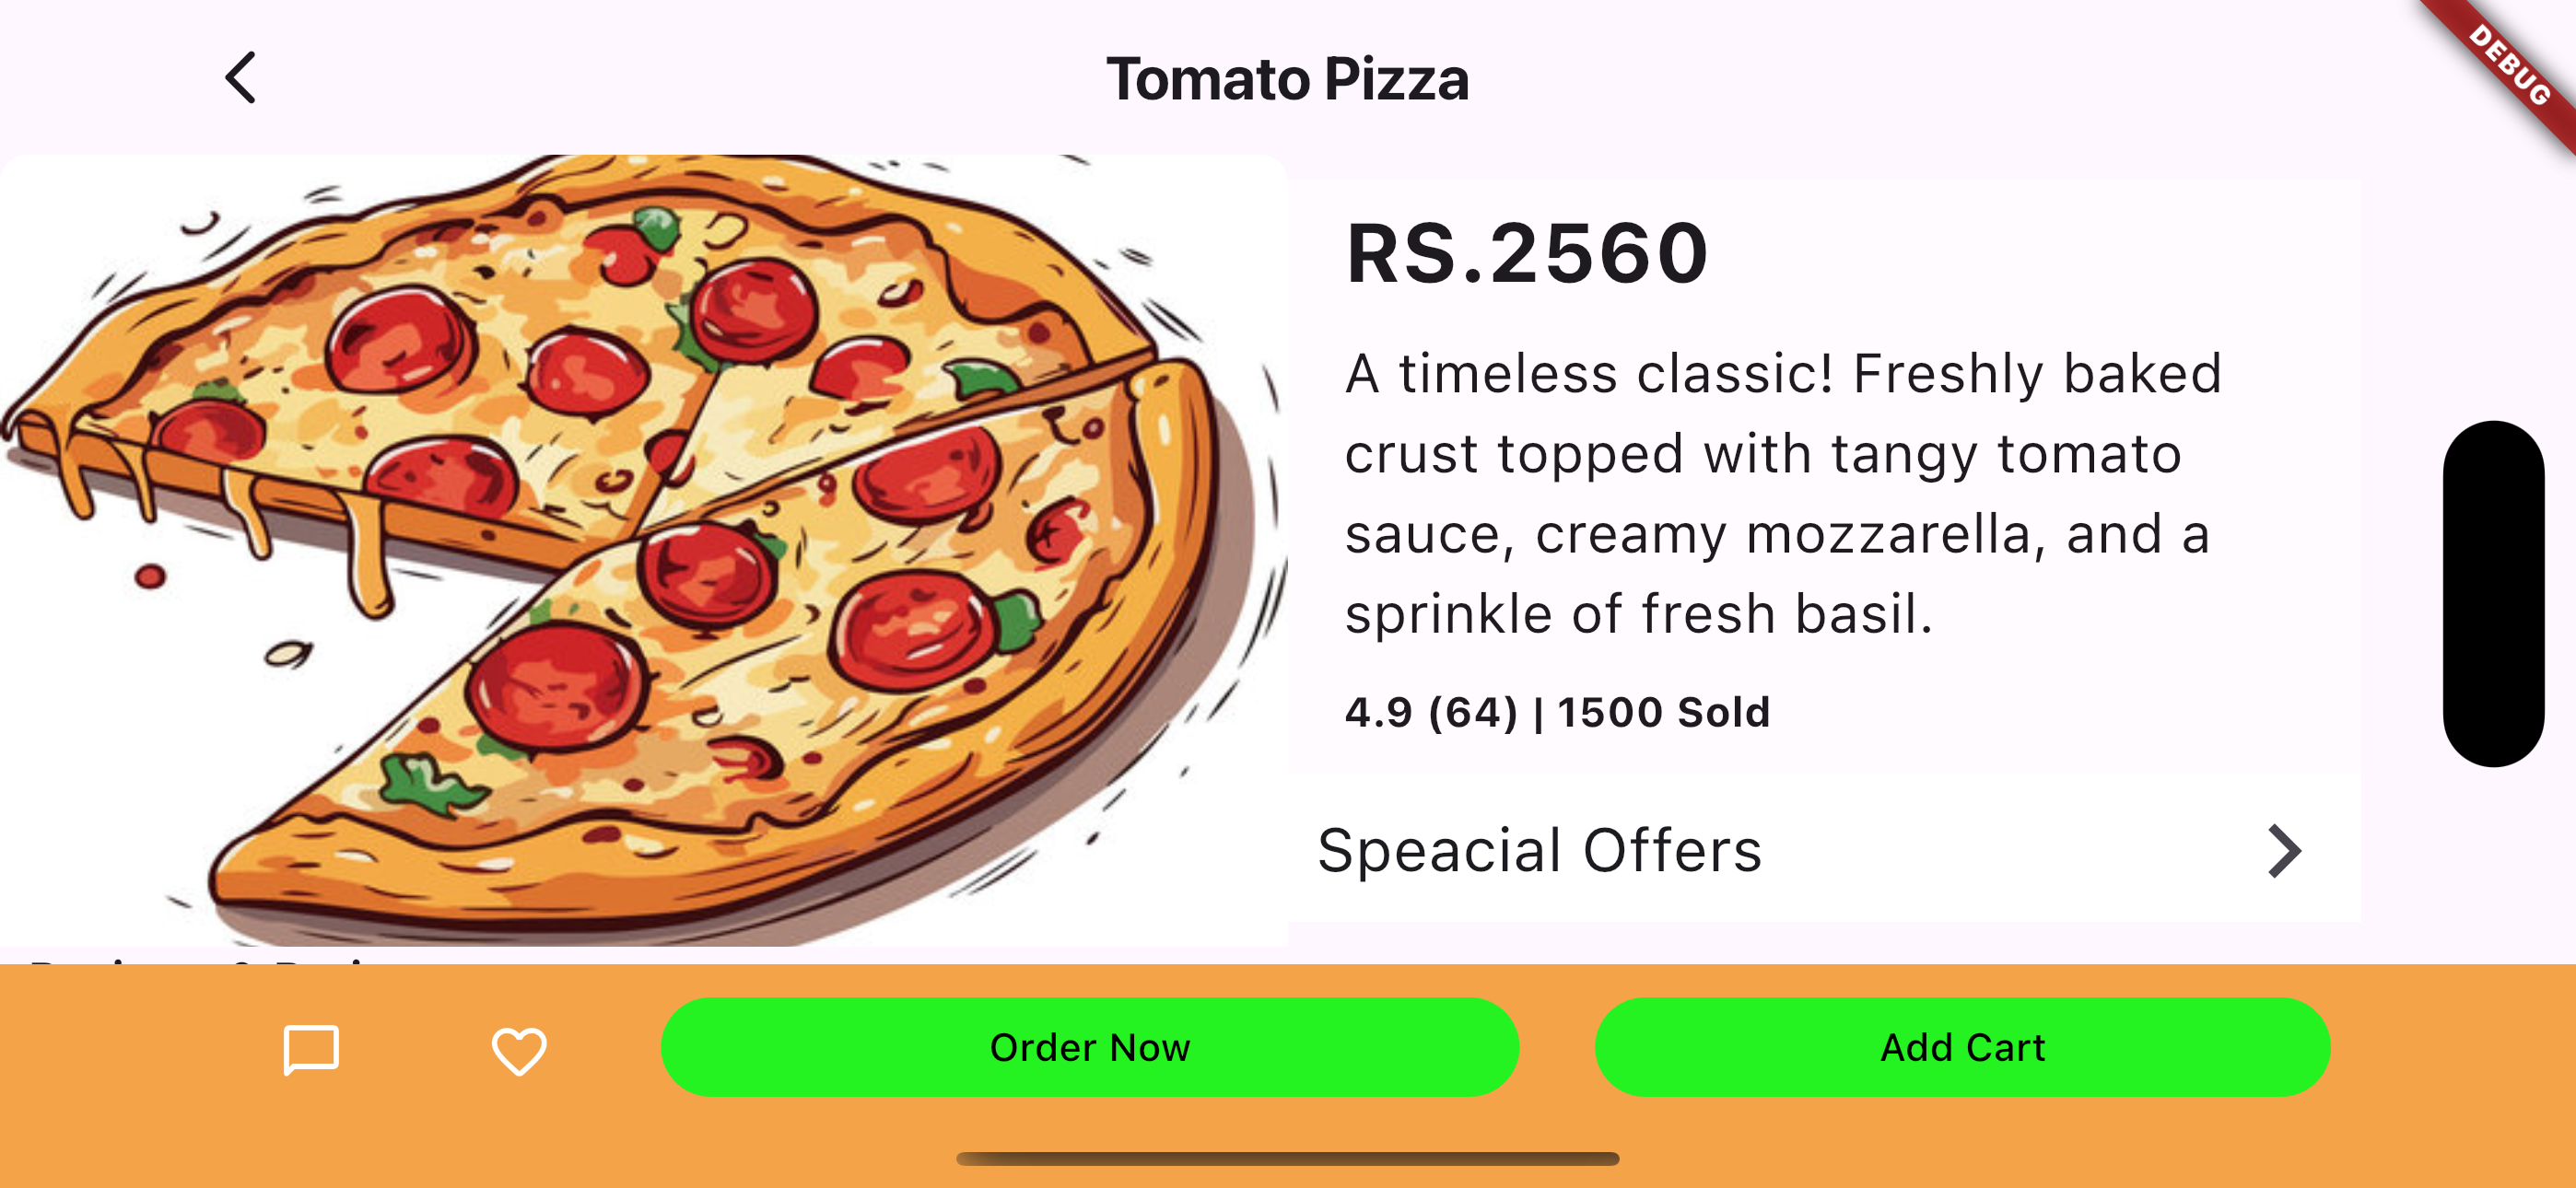 Tomato Pizza
DEBUG
RS.2560
A timeless classic! Freshly baked
crust topped with tangy tomato
sauce, creamy mozzarella, and a
sprinkle of fresh basil.
4.9 (64) | 1500 Sold
Speacial Offers
Order Now
Add Cart